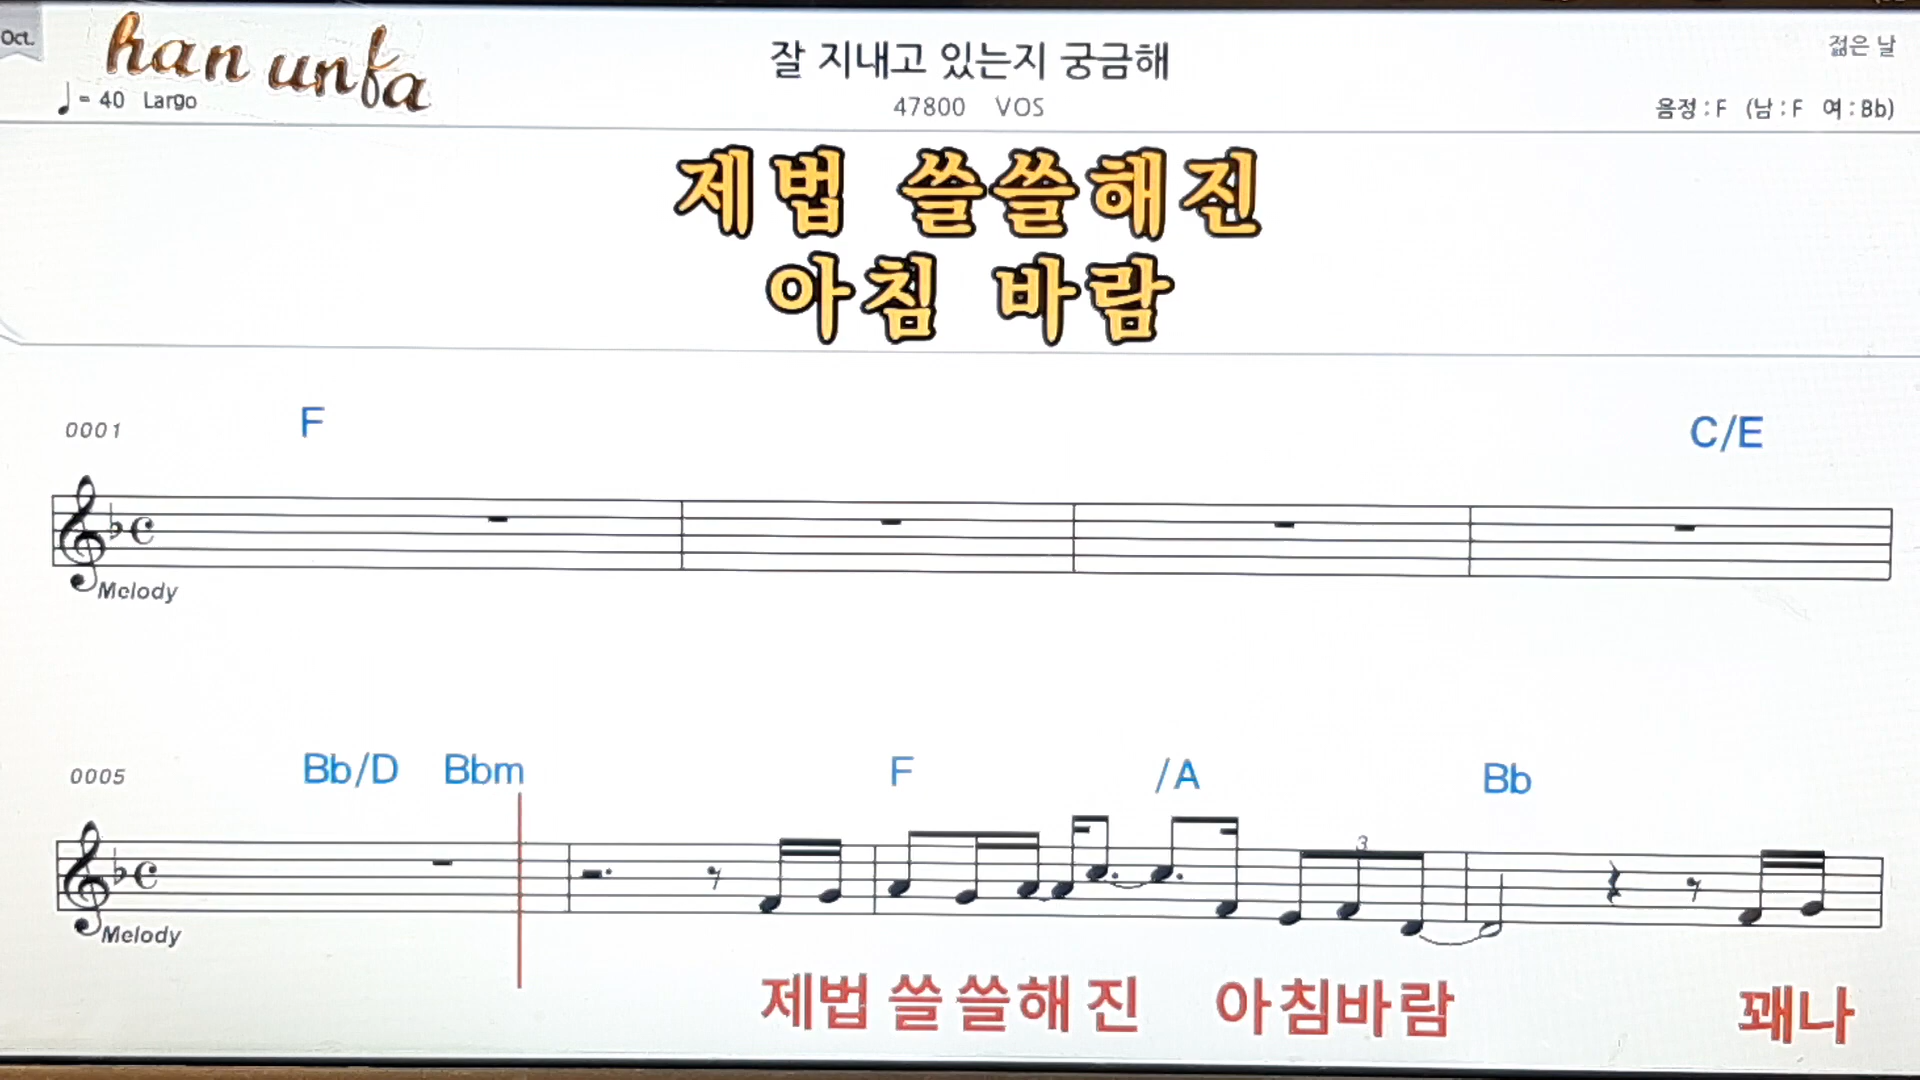 Oct.
han unfa
잘 지내고 있는지 궁금해
젊은 날
♩ = 40 Largo
47800 VOS
음정 : F (남 : F 여 : Bb)
제법 쓸쓸해진
아침 바람
0001 F C/E
Melody
0005 Bb/D Bbm F /A Bb
3
Melody
제법 쓸쓸해진 아침바람 꽤나